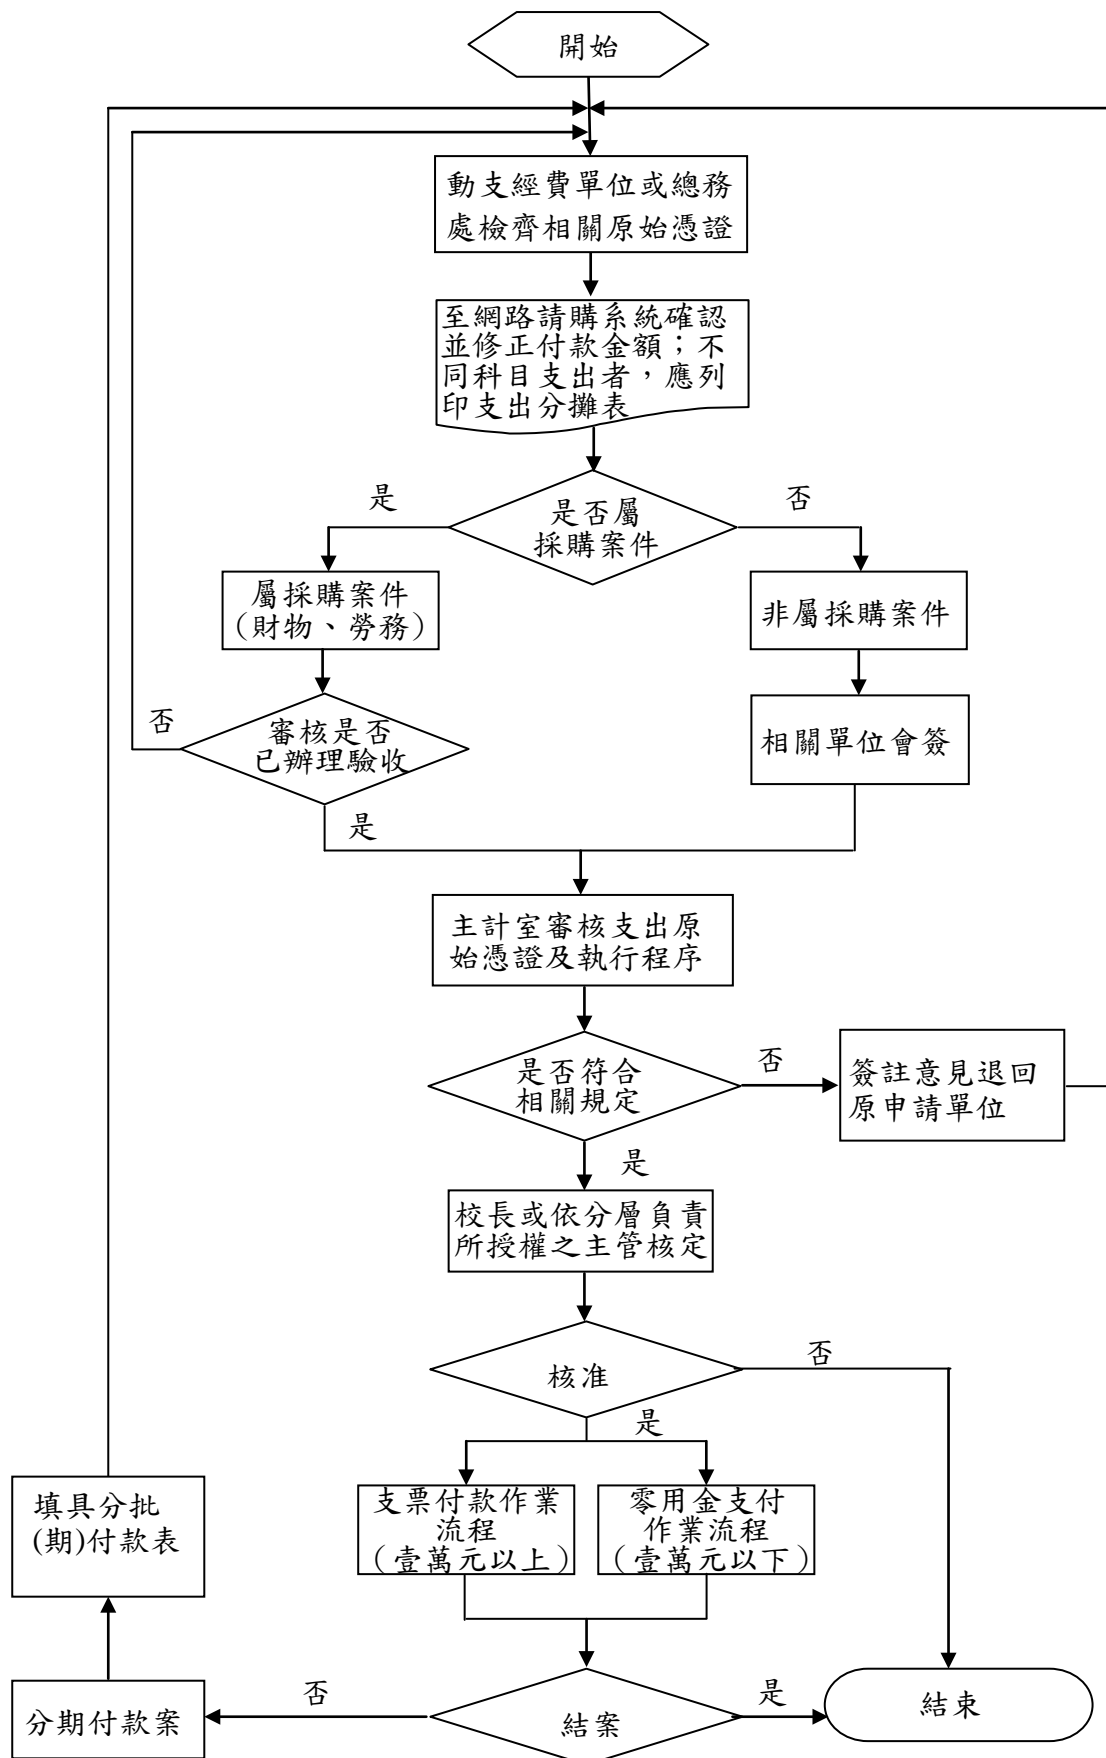 開始
動支經費單位或總務
處檢齊相關原始憑證
至網路請購系統確認
並修正付款金額；不
同科目支出者，應列
印支出分攤表
是否屬
採購案件
是
否
屬採購案件
（財物、勞務）
非屬採購案件
審核是否
已辦理驗收
否
是
相關單位會簽
主計室審核支出原
始憑證及執行程序
是否符合
相關規定
否
簽註意見退回
原申請單位
是
校長或依分層負責
所授權之主管核定
核准
否
是
支票付款作業
流程
（壹萬元以上）
零用金支付
作業流程
（壹萬元以下）
填具分批
(期)付款表
分期付款案
否
結案
是
結束